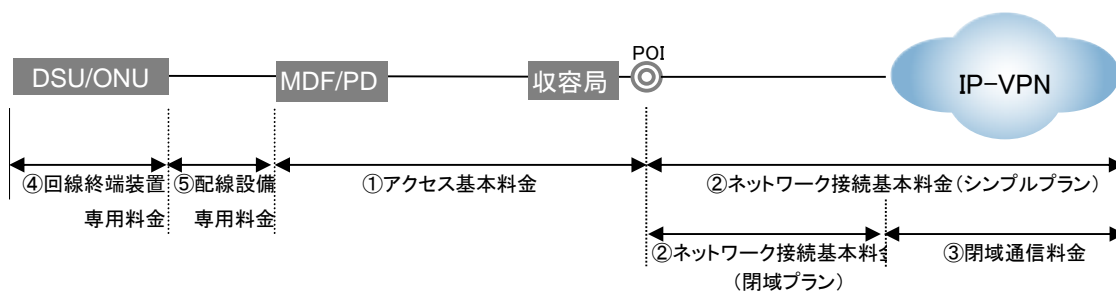 POI
DSU/ONU
MDF/PD
収容局
IP-VPN
④回線終端装置
専用料金
⑤配線設備
専用料金
①アクセス基本料金
②ネットワーク接続基本料金(シンプルプラン)
②ネットワーク接続基本料金
(閉域プラン)
③閉域通信料金